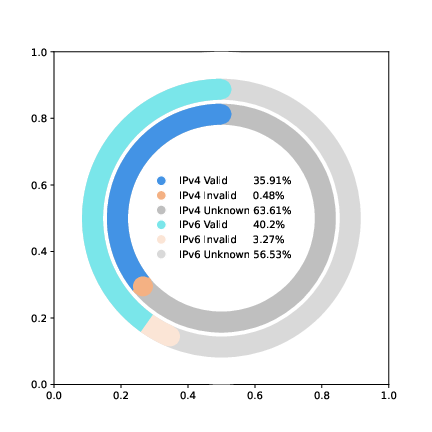 1.0
0.8
0.6
0.4
0.2
0.0
IPv4 Valid 35.91%
IPv4 Invalid 0.48%
IPv4 Unknown 63.61%
IPv6 Valid 40.2%
IPv6 Invalid 3.27%
IPv6 Unknown 56.53%
0.0 0.2 0.4 0.6 0.8 1.0